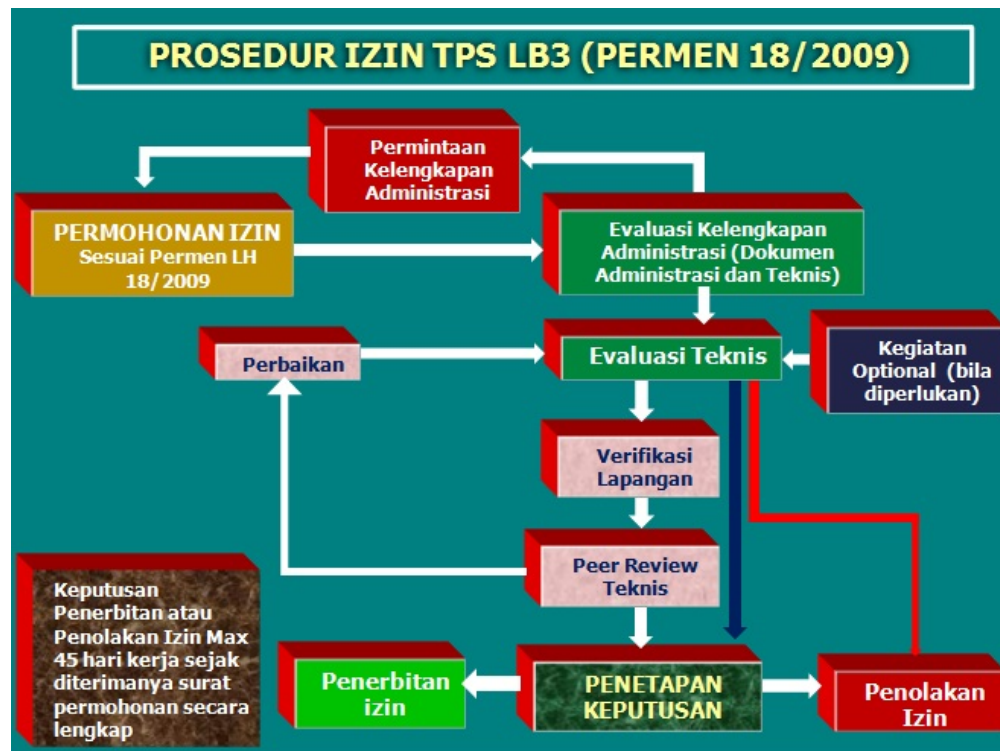 PROSEDUR IZIN TPS LB3 (PERMEN 18/2009)
Permintaan
Kelengkapan
Administrasi
PERMOHONAN IZIN
Sesuai Permen LH
18/2009
Evaluasi Kelengkapan
Administrasi (Dokumen
Administrasi dan Teknis)
Perbaikan
Evaluasi Teknis
Kegiatan
Optional (bila
diperlukan)
Verifikasi
Lapangan
Peer Review
Teknis
Keputusan
Penerbitan atau
Penolakan Izin Max
45 hari kerja sejak
diterimanya surat
permohonan secara
lengkap
Penerbitan
izin
PENETAPAN
KEPUTUSAN
Penolakan
Izin